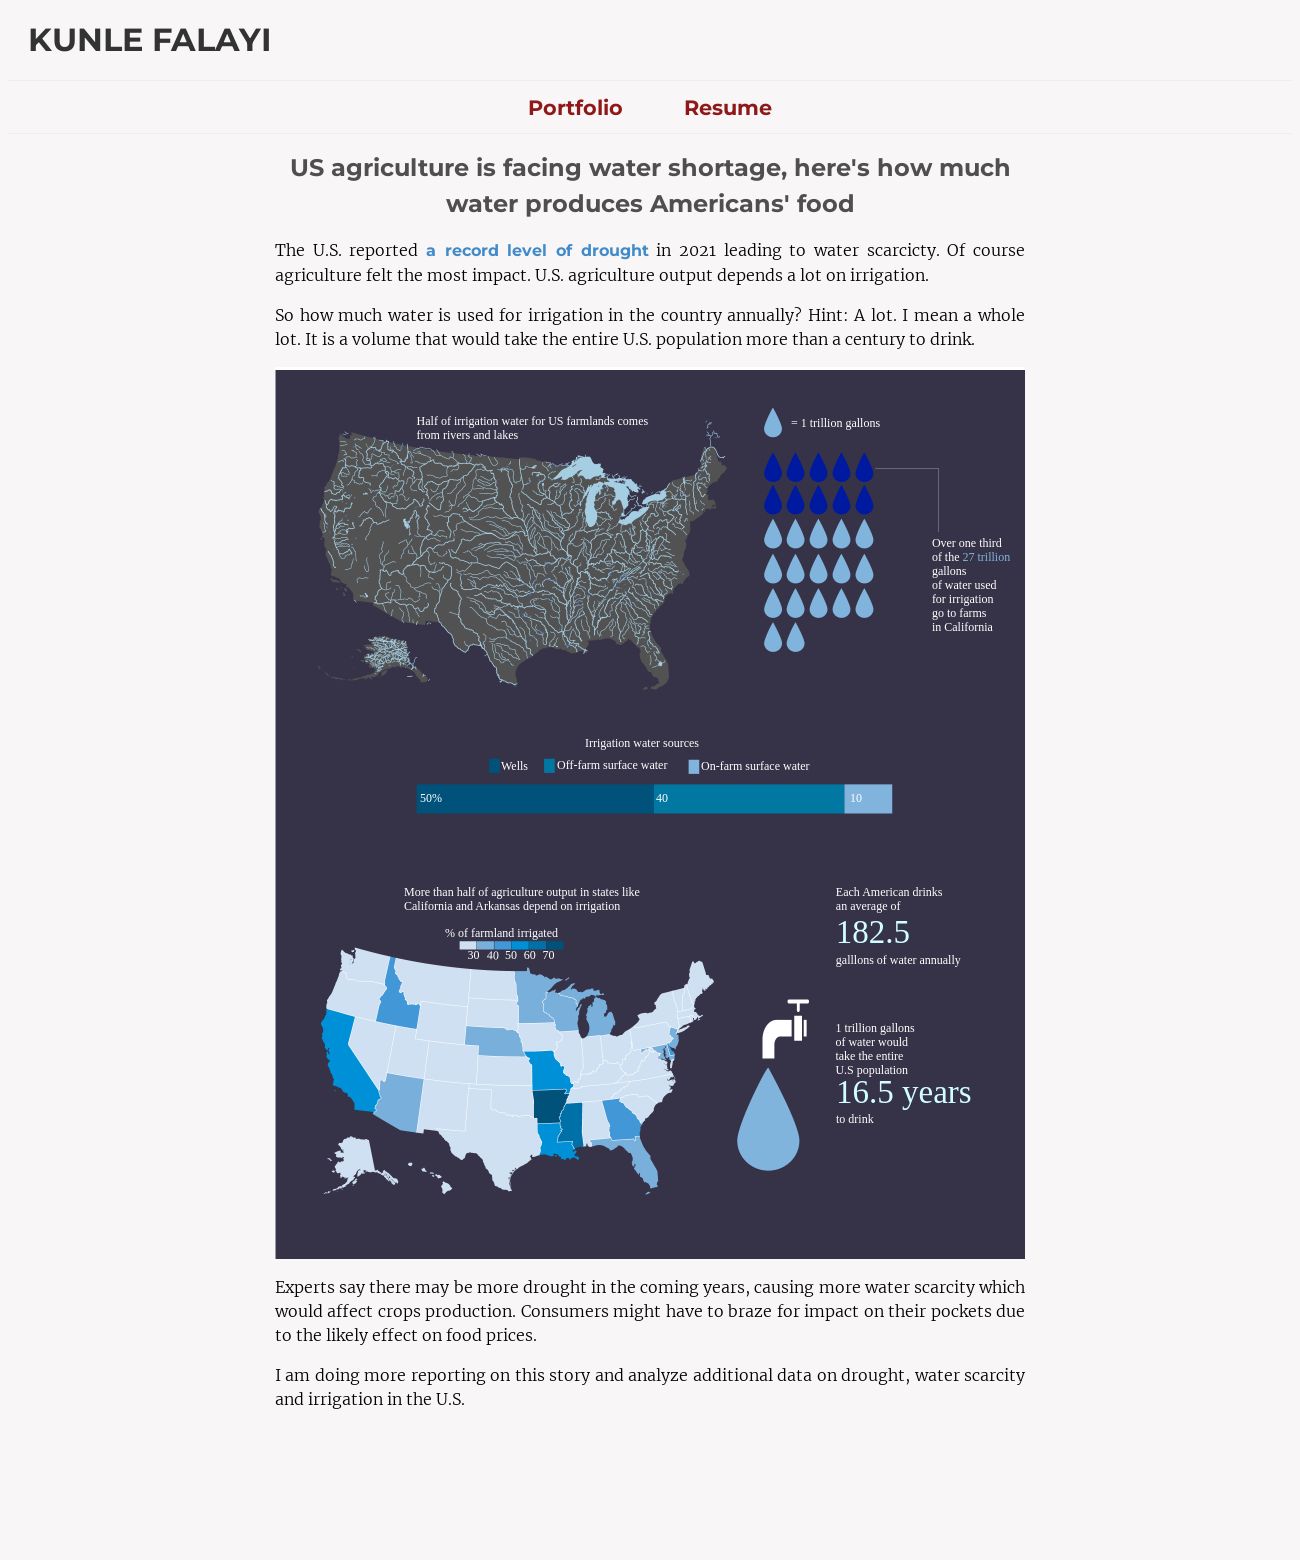 KUNLE FALAYI
Portfolio Resume
US agriculture is facing water shortage, here's how much
water produces Americans' food
The U.S. reported a record level of drought in 2021 leading to water scarcicty. Of course
agriculture felt the most impact. U.S. agriculture output depends a lot on irrigation.
So how much water is used for irrigation in the country annually? Hint: A lot. I mean a whole
lot. It is a volume that would take the entire U.S. population more than a century to drink.
Half of irrigation water for US farmlands comes
from rivers and lakes
= 1 trillion gallons
Over one third
of the 27 trillion
gallons
of water used
for irrigation
go to farms
in California
Irrigation water sources
Wells Off-farm surface water On-farm surface water
50% 40 10
More than half of agriculture output in states like
California and Arkansas depend on irrigation
% of farmland irrigated
30 40 50 60 70
Each American drinks
an average of
182.5
galllons of water annually
1 trillion gallons
of water would
take the entire
U.S population
16.5 years
to drink
Experts say there may be more drought in the coming years, causing more water scarcity which
would affect crops production. Consumers might have to braze for impact on their pockets due
to the likely effect on food prices.
I am doing more reporting on this story and analyze additional data on drought, water scarcity
and irrigation in the U.S.